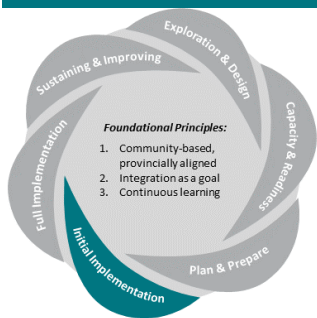 Exploration & Design
Capacity & Readiness
Plan & Prepare
Initial Implementation
Full Implementation
Sustaining & Improving
Foundational Principles:
1. Community-based,
provincially aligned
2. Integration as a goal
3. Continuous learning